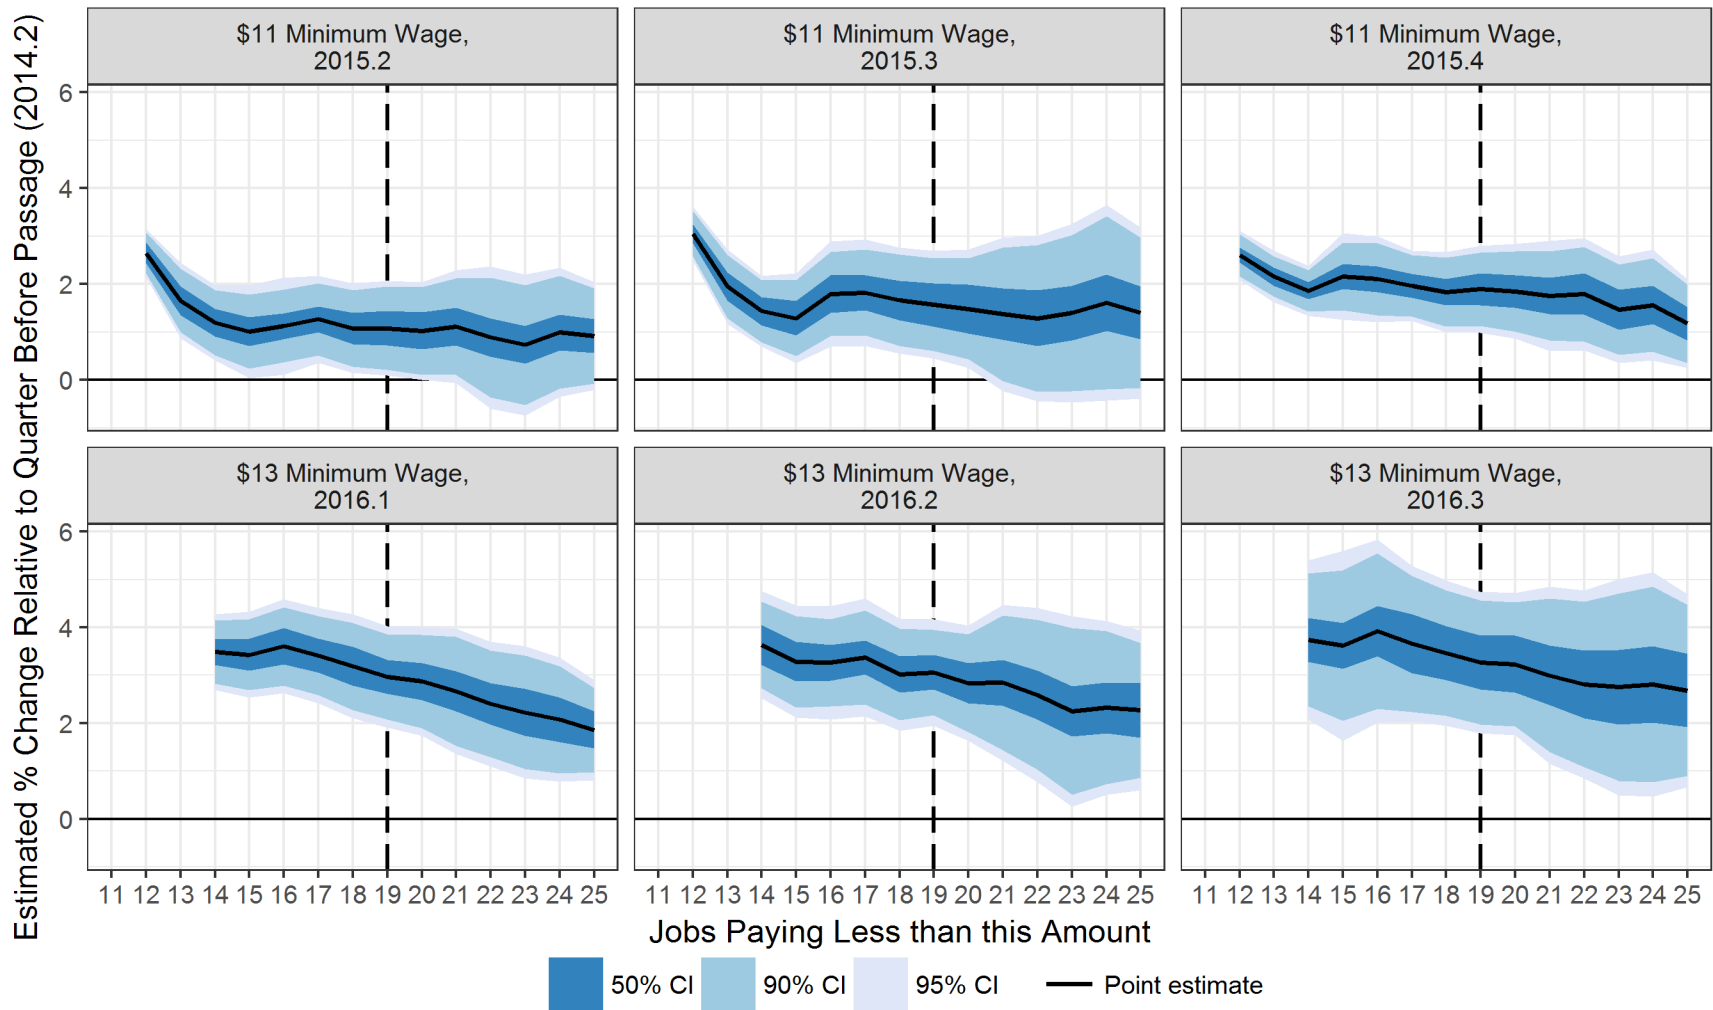 Estimated % Change Relative to Quarter Before Passage (2014.2)
$11 Minimum Wage,
2015.2
$11 Minimum Wage,
2015.3
$11 Minimum Wage,
2015.4
6
4
2
0
$13 Minimum Wage,
2016.1
$13 Minimum Wage,
2016.2
$13 Minimum Wage,
2016.3
6
4
2
0
11 12 13 14 15 16 17 18 19 20 21 22 23 24 25
11 12 13 14 15 16 17 18 19 20 21 22 23 24 25
11 12 13 14 15 16 17 18 19 20 21 22 23 24 25
Jobs Paying Less than this Amount
50% CI 90% CI 95% CI Point estimate